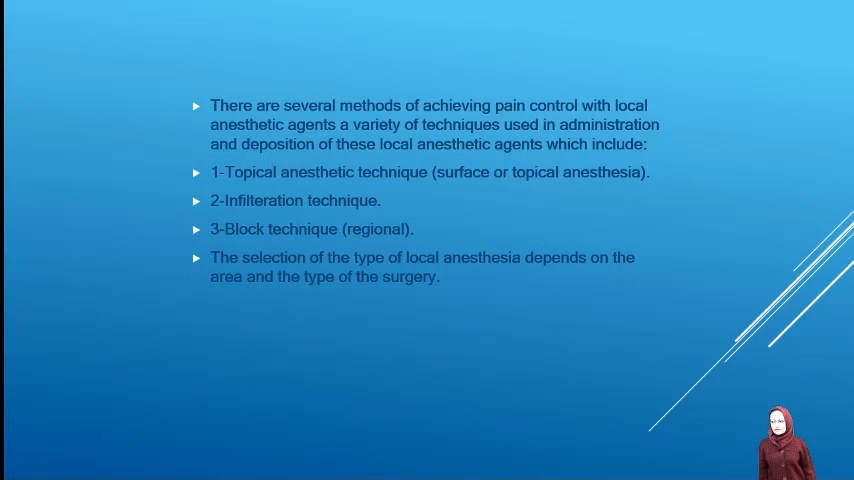 There are several methods of achieving pain control with local
anesthetic agents a variety of techniques used in administration
and deposition of these local anesthetic agents which include:
1-Topical anesthetic technique (surface or topical anesthesia).
2-Infilteration technique.
3-Block technique (regional).
The selection of the type of local anesthesia depends on the
area and the type of the surgery.